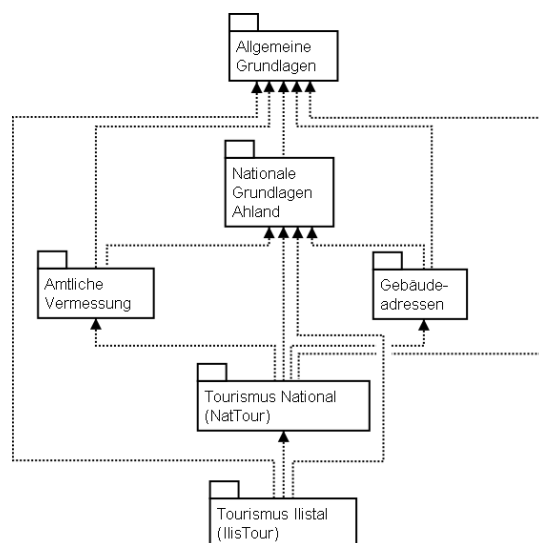 Allgemeine
Grundlagen
Nationale
Grundlagen
Ahland
Amtliche
Vermessung
Gebäude-
adressen
Tourismus National
(NatTour)
Tourismus Ilistal
(IlisTour)